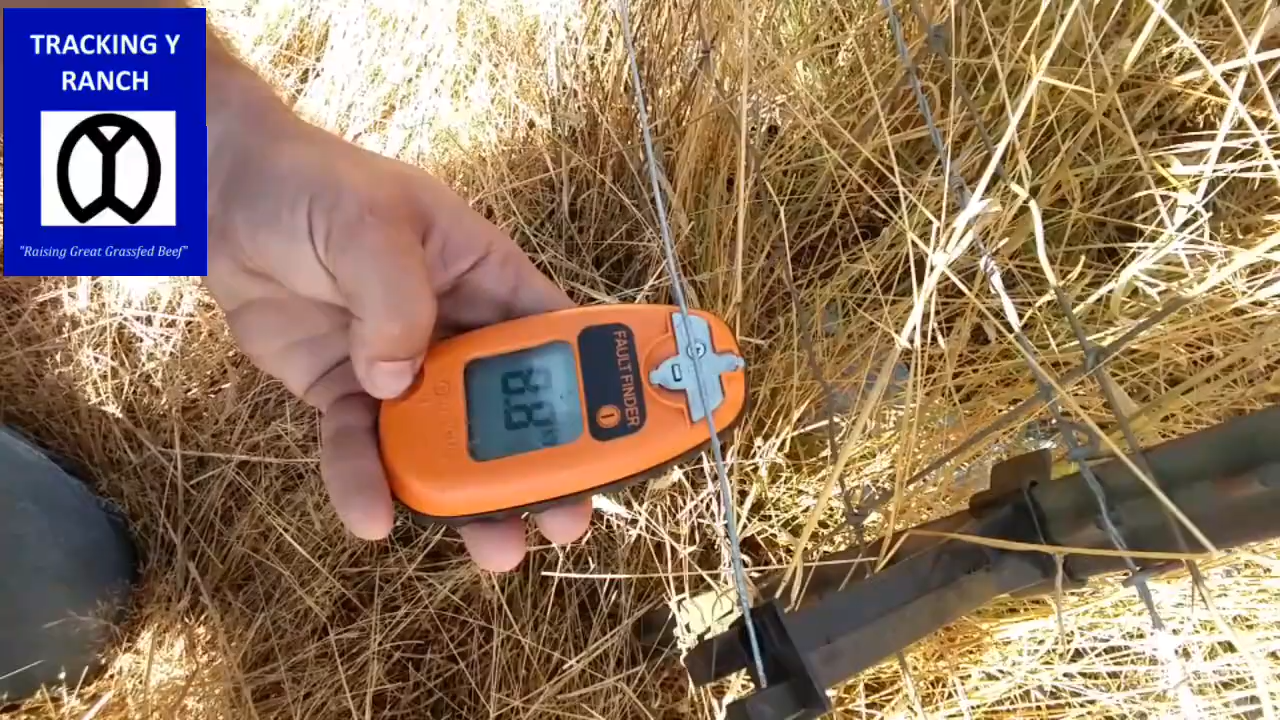 TRACKING Y
RANCH
"Raising Great Grassfed Beef"
FAULT FINDER
8.8